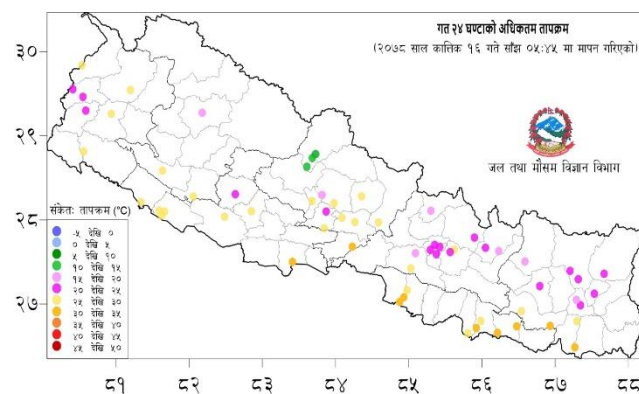 गत २४ घण्टाको अधिकतम तापक्रम
(२०७८ साल कात्तिक १६ गते साँझ ०५:४५ मा मापन गरिएको)
जल तथा मौसम विज्ञान विभाग
३०
२९
२८
२७
संकेतः तापक्रम (°C)
-५ देखि ०
० देखि ५
५ देखि १०
१० देखि १५
१५ देखि २०
२० देखि २५
२५ देखि ३०
३० देखि ३५
३५ देखि ४०
४० देखि ४५
४५ देखि ५०
८१ ८२ ८३ ८४ ८५ ८६ ८७ ८८